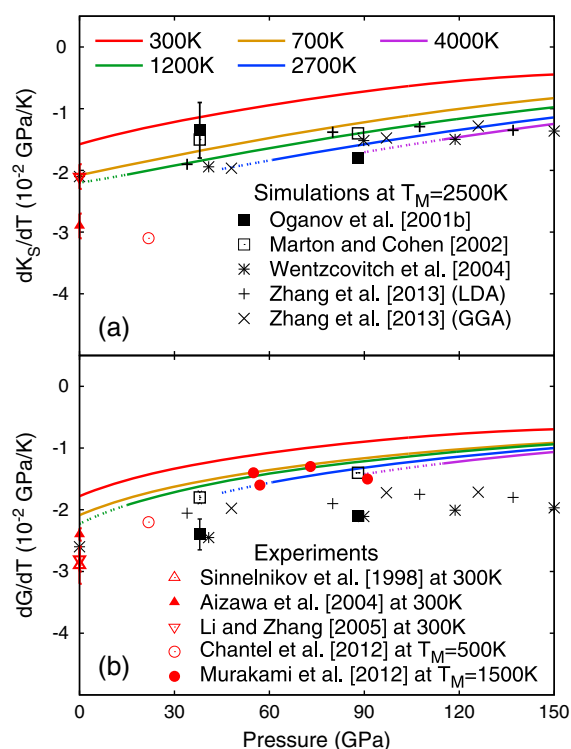 (a)
300K 700K 4000K
1200K 2700K
0
-1
-2
-3
-4
dKS/dT (10-2 GPa/K)
Simulations at TM=2500K
Oganov et al. [2001b]
Marton and Cohen [2002]
Wentzcovitch et al. [2004]
Zhang et al. [2013] (LDA)
Zhang et al. [2013] (GGA)
(b)
0
-1
-2
-3
-4
dG/dT (10-2 GPa/K)
Experiments
Sinnelnikov et al. [1998] at 300K
Aizawa et al. [2004] at 300K
Li and Zhang [2005] at 300K
Chantel et al. [2012] at TM=500K
Murakami et al. [2012] at TM=1500K
0 30 60 90 120 150
Pressure (GPa)